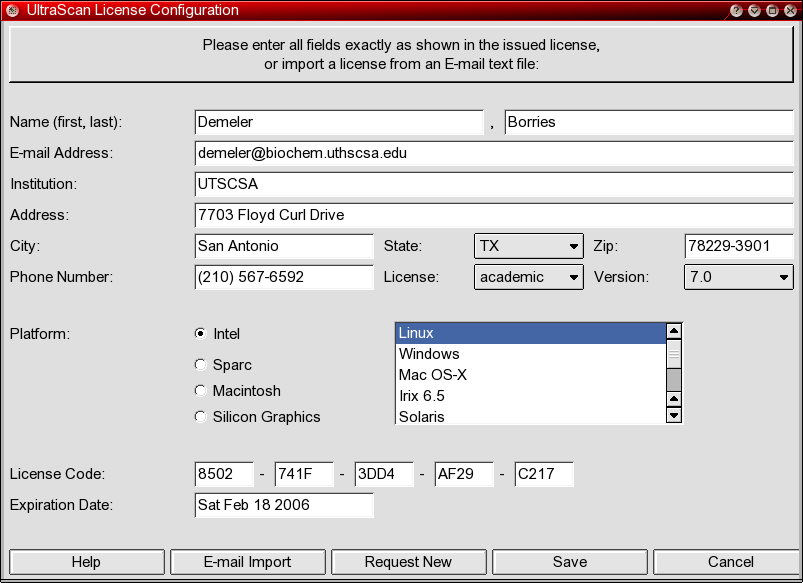 UltraScan License Configuration
Please enter all fields exactly as shown in the issued license,
or import a license from an E-mail text file:
Name (first, last): Demeler , Borries
E-mail Address: demeler@biochem.uthscsa.edu
Institution: UTSCSA
Address: 7703 Floyd Curl Drive
City: San Antonio State: TX Zip: 78229-3901
Phone Number: (210) 567-6592 License: academic Version: 7.0
Platform: Intel Linux
Windows
Sparc
Mac OS-X
Macintosh
Irix 6.5
Silicon Graphics Solaris
License Code: 8502 - 741F - 3DD4 - AF29 - C217
Expiration Date: Sat Feb 18 2006
Help E-mail Import Request New Save Cancel